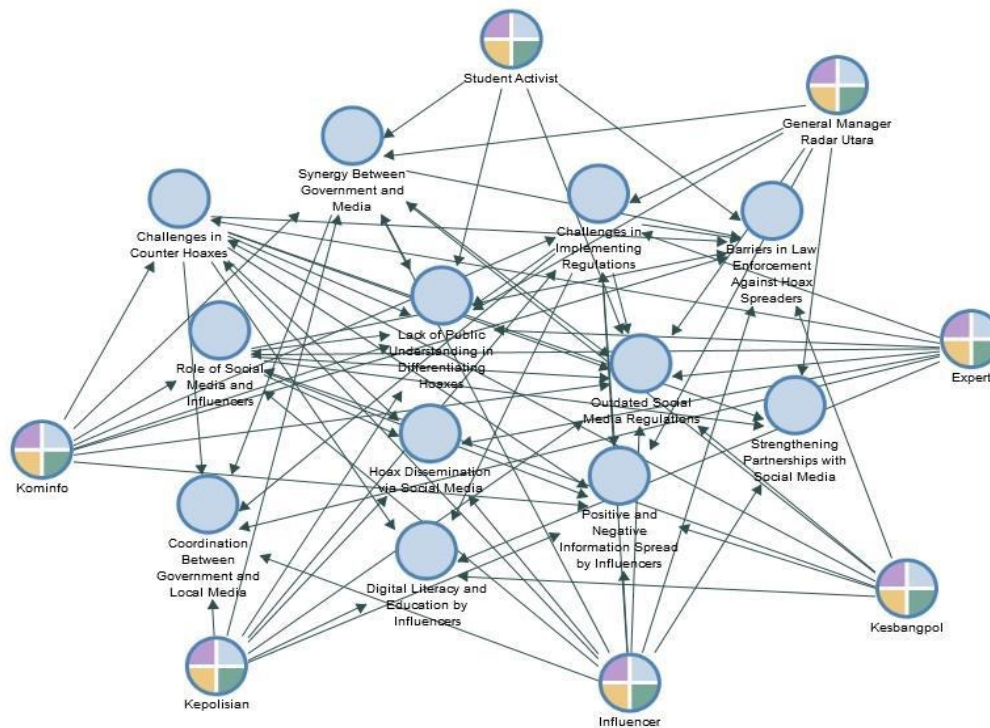 Student Activist
General Manager
Radar Utara
Synergy Between
Government and
Media
Challenges in
Counter Hoaxes
Challenges in
Implementing
Regulations
Barriers in Law
Enforcement
Against Hoax
Spreaders
Lack of Public
Understanding in
Differentiating
Hoaxes
Role of Social
Media and
Influencers
Expert
Outdated Social
Media Regulations
Strengthening
Partnerships with
Social Media
Kominfo
Hoax Dissemination
via Social Media
Positive and
Negative
Information Spread
by Influencers
Coordination
Between
Government and
Local Media
Digital Literacy and
Education by
Influencers
Kesbangpol
Kepolisian
Influencer